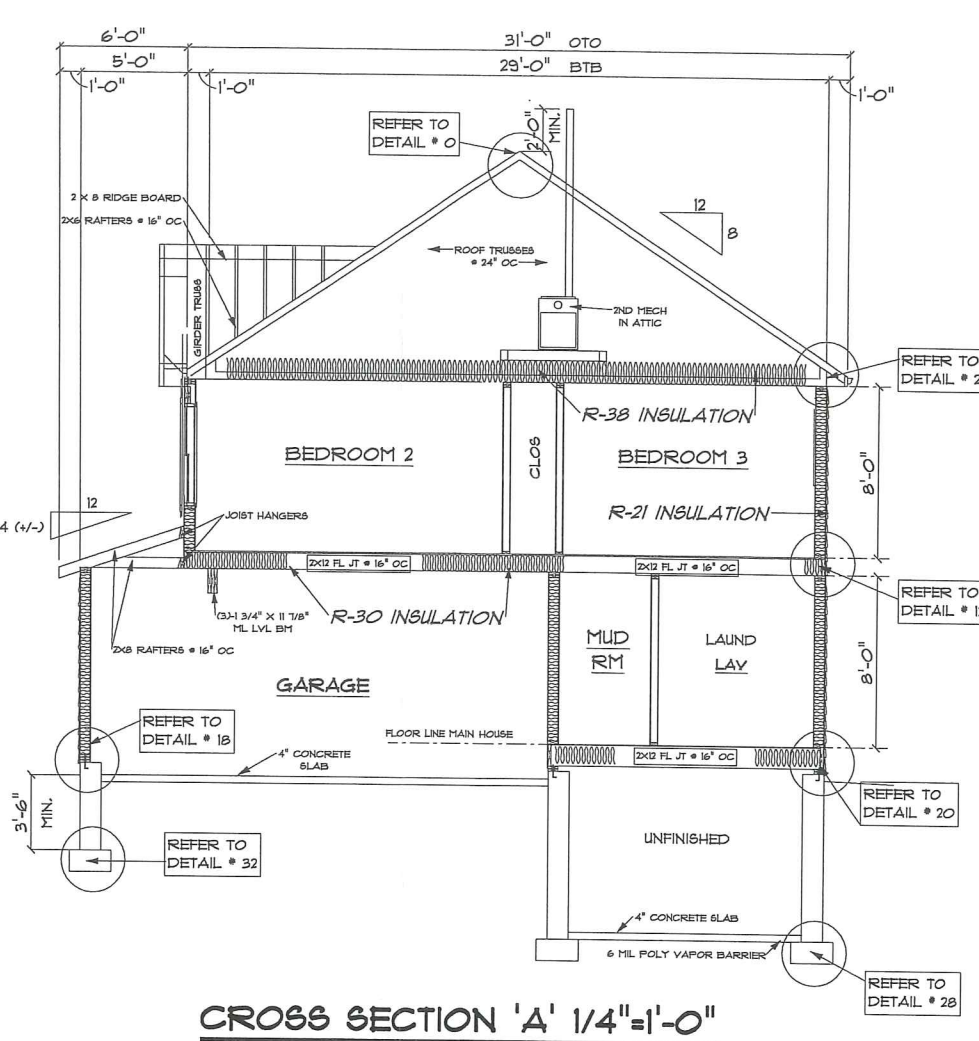 6'-0"
31'-0" OTO
5'-0"
29'-0" BTB
1'-0"
1'-0"
1'-0"
REFER TO
DETAIL # 0
2'-0"
MIN.
2 X 8 RIDGE BOARD
2X6 RAFTERS @ 16" OC
12
8
ROOF TRUSSES
@ 24" OC
GIRDER TRUSS
2ND MECH
IN ATTIC
REFER TO
DETAIL # 2
R-38 INSULATION
BEDROOM 2
CLOS
BEDROOM 3
8'-0"
R-21 INSULATION
12
4 (+/-)
JOIST HANGERS
2X12 FL JT @ 16" OC
2X12 FL JT @ 16" OC
REFER TO
(3)-1 3/4" X 11 7/8"
ML LVL BM
R-30 INSULATION
2X8 RAFTERS @ 16" OC
MUD
RM
LAUND
LAV
8'-0"
GARAGE
REFER TO
DETAIL # 18
FLOOR LINE MAIN HOUSE
4" CONCRETE
SLAB
2X12 FL JT @ 16" OC
3'-6"
MIN.
REFER TO
DETAIL # 20
REFER TO
DETAIL # 32
UNFINISHED
4" CONCRETE SLAB
6 MIL POLY VAPOR BARRIER
REFER TO
DETAIL # 28
CROSS SECTION 'A' 1/4"=1'-0"